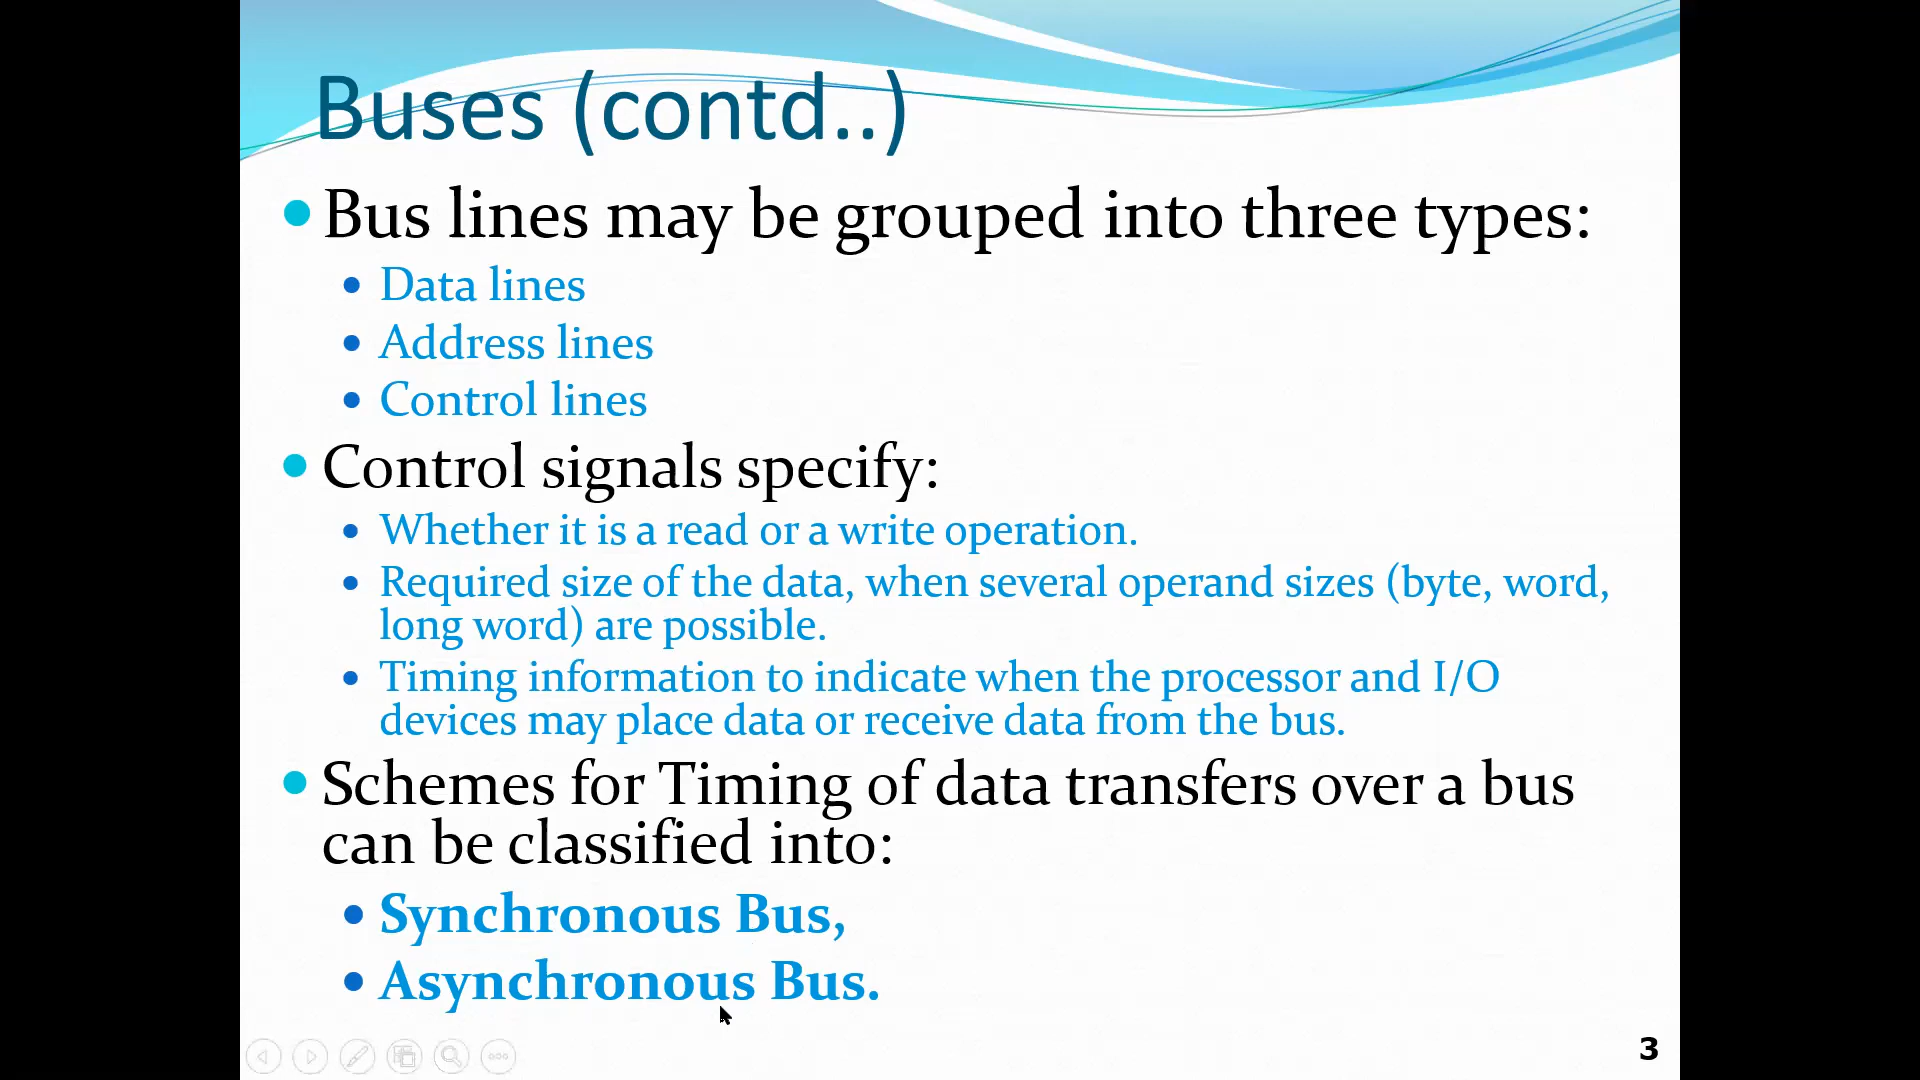 Buses (contd..)
• Bus lines may be grouped into three types:
• Data lines
• Address lines
• Control lines
• Control signals specify:
• Whether it is a read or a write operation.
• Required size of the data, when several operand sizes (byte, word,
long word) are possible.
• Timing information to indicate when the processor and I/O
devices may place data or receive data from the bus.
• Schemes for Timing of data transfers over a bus
can be classified into:
• Synchronous Bus,
• Asynchronous Bus.
3